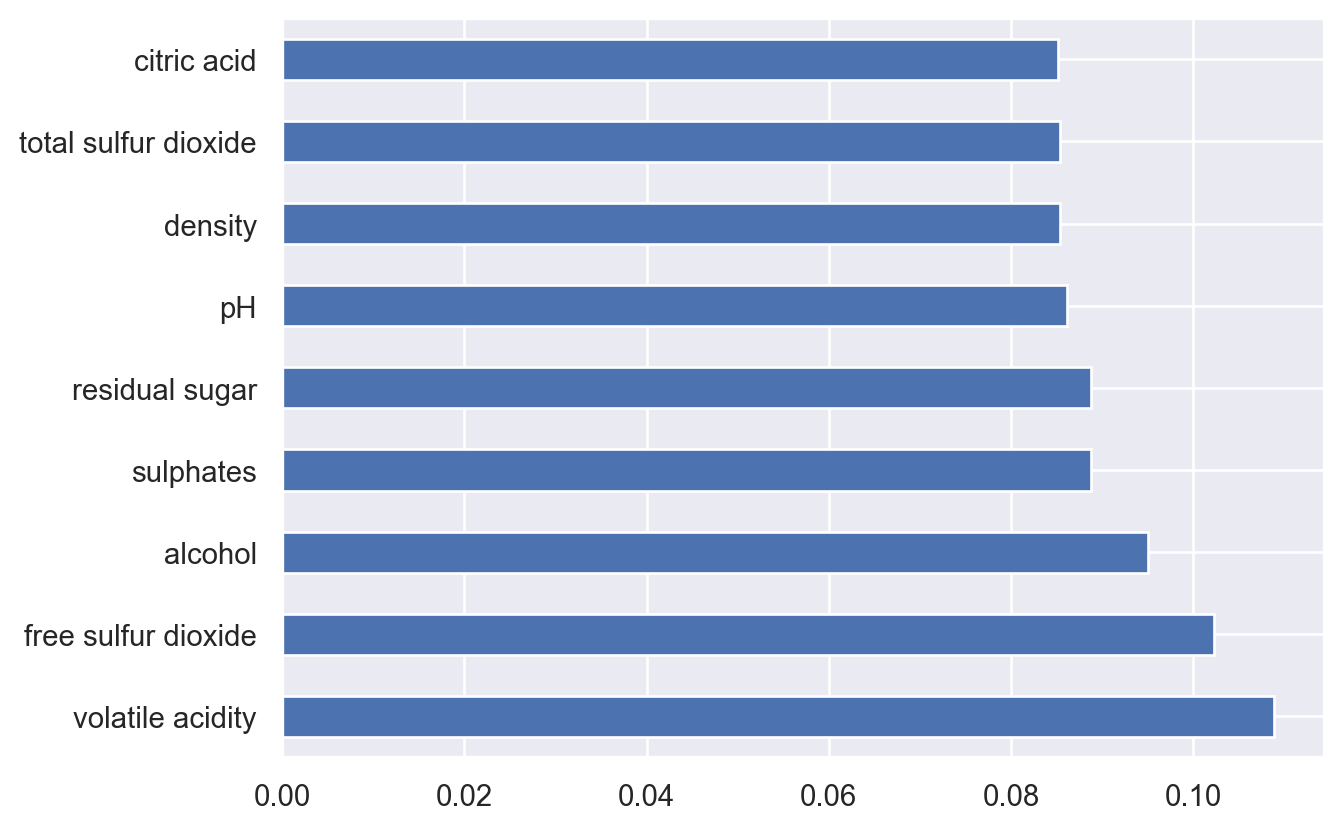 citric acid
total sulfur dioxide
density
pH
residual sugar
sulphates
alcohol
free sulfur dioxide
volatile acidity
0.00 0.02 0.04 0.06 0.08 0.10